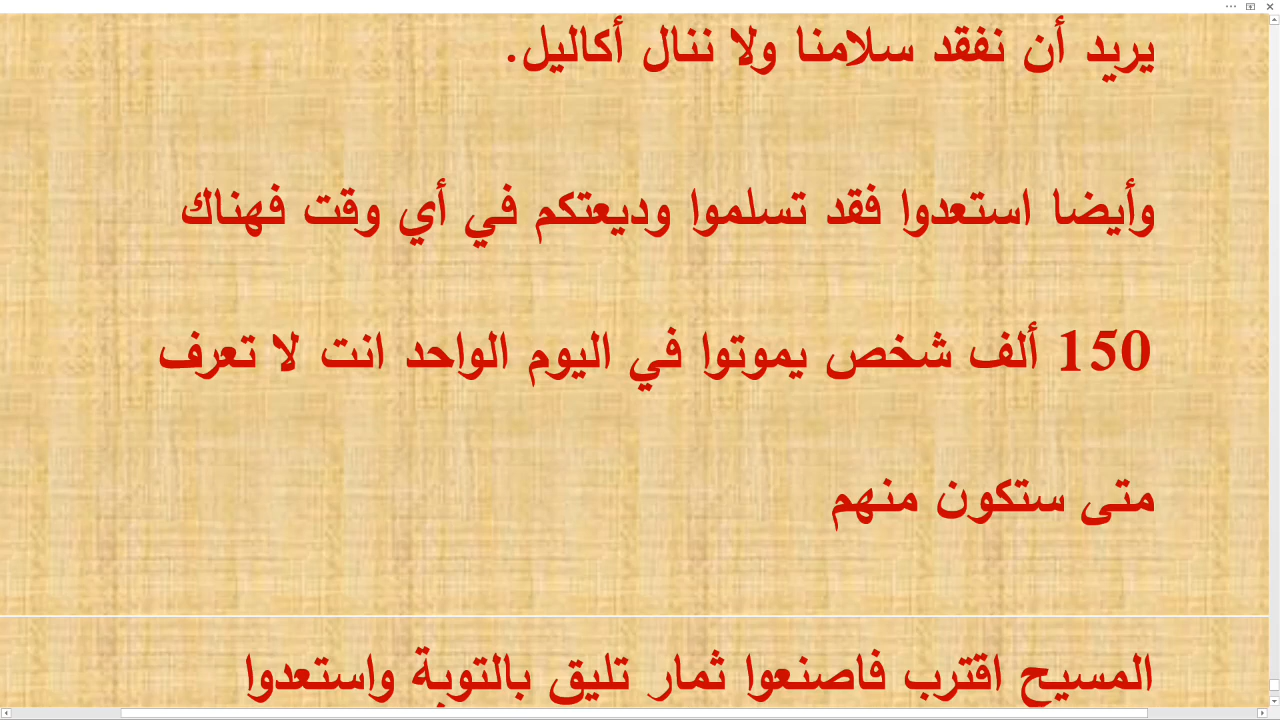 يريد أن نفقد سلامنا ولا ننال أكاليل.
وأيضا استعدوا فقد تسلموا وديعتكم في أي وقت فهناك
150 ألف شخص يموتوا في اليوم الواحد انت لا تعرف
متى ستكون منهم
المسيح اقترب فاصنعوا ثمار تليق بالتوبة واستعدوا